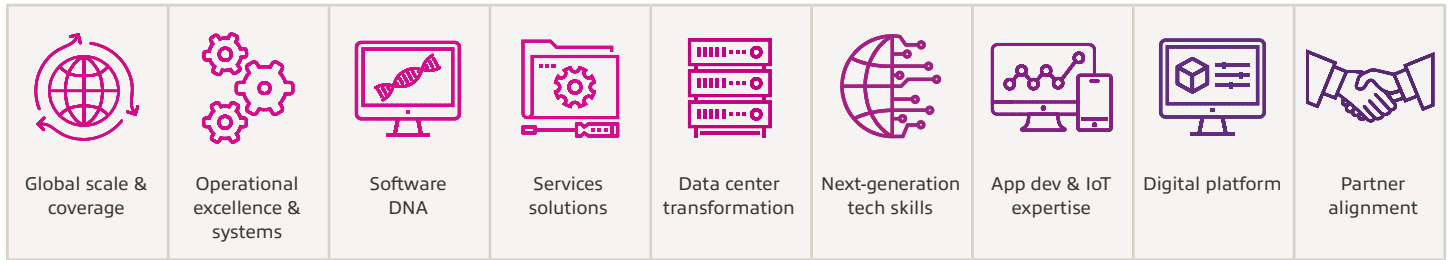 Global scale &
coverage
Operational
excellence &
systems
Software
DNA
Services
solutions
Data center
transformation
Next-generation
tech skills
App dev & IoT
expertise
Digital platform
Partner
alignment